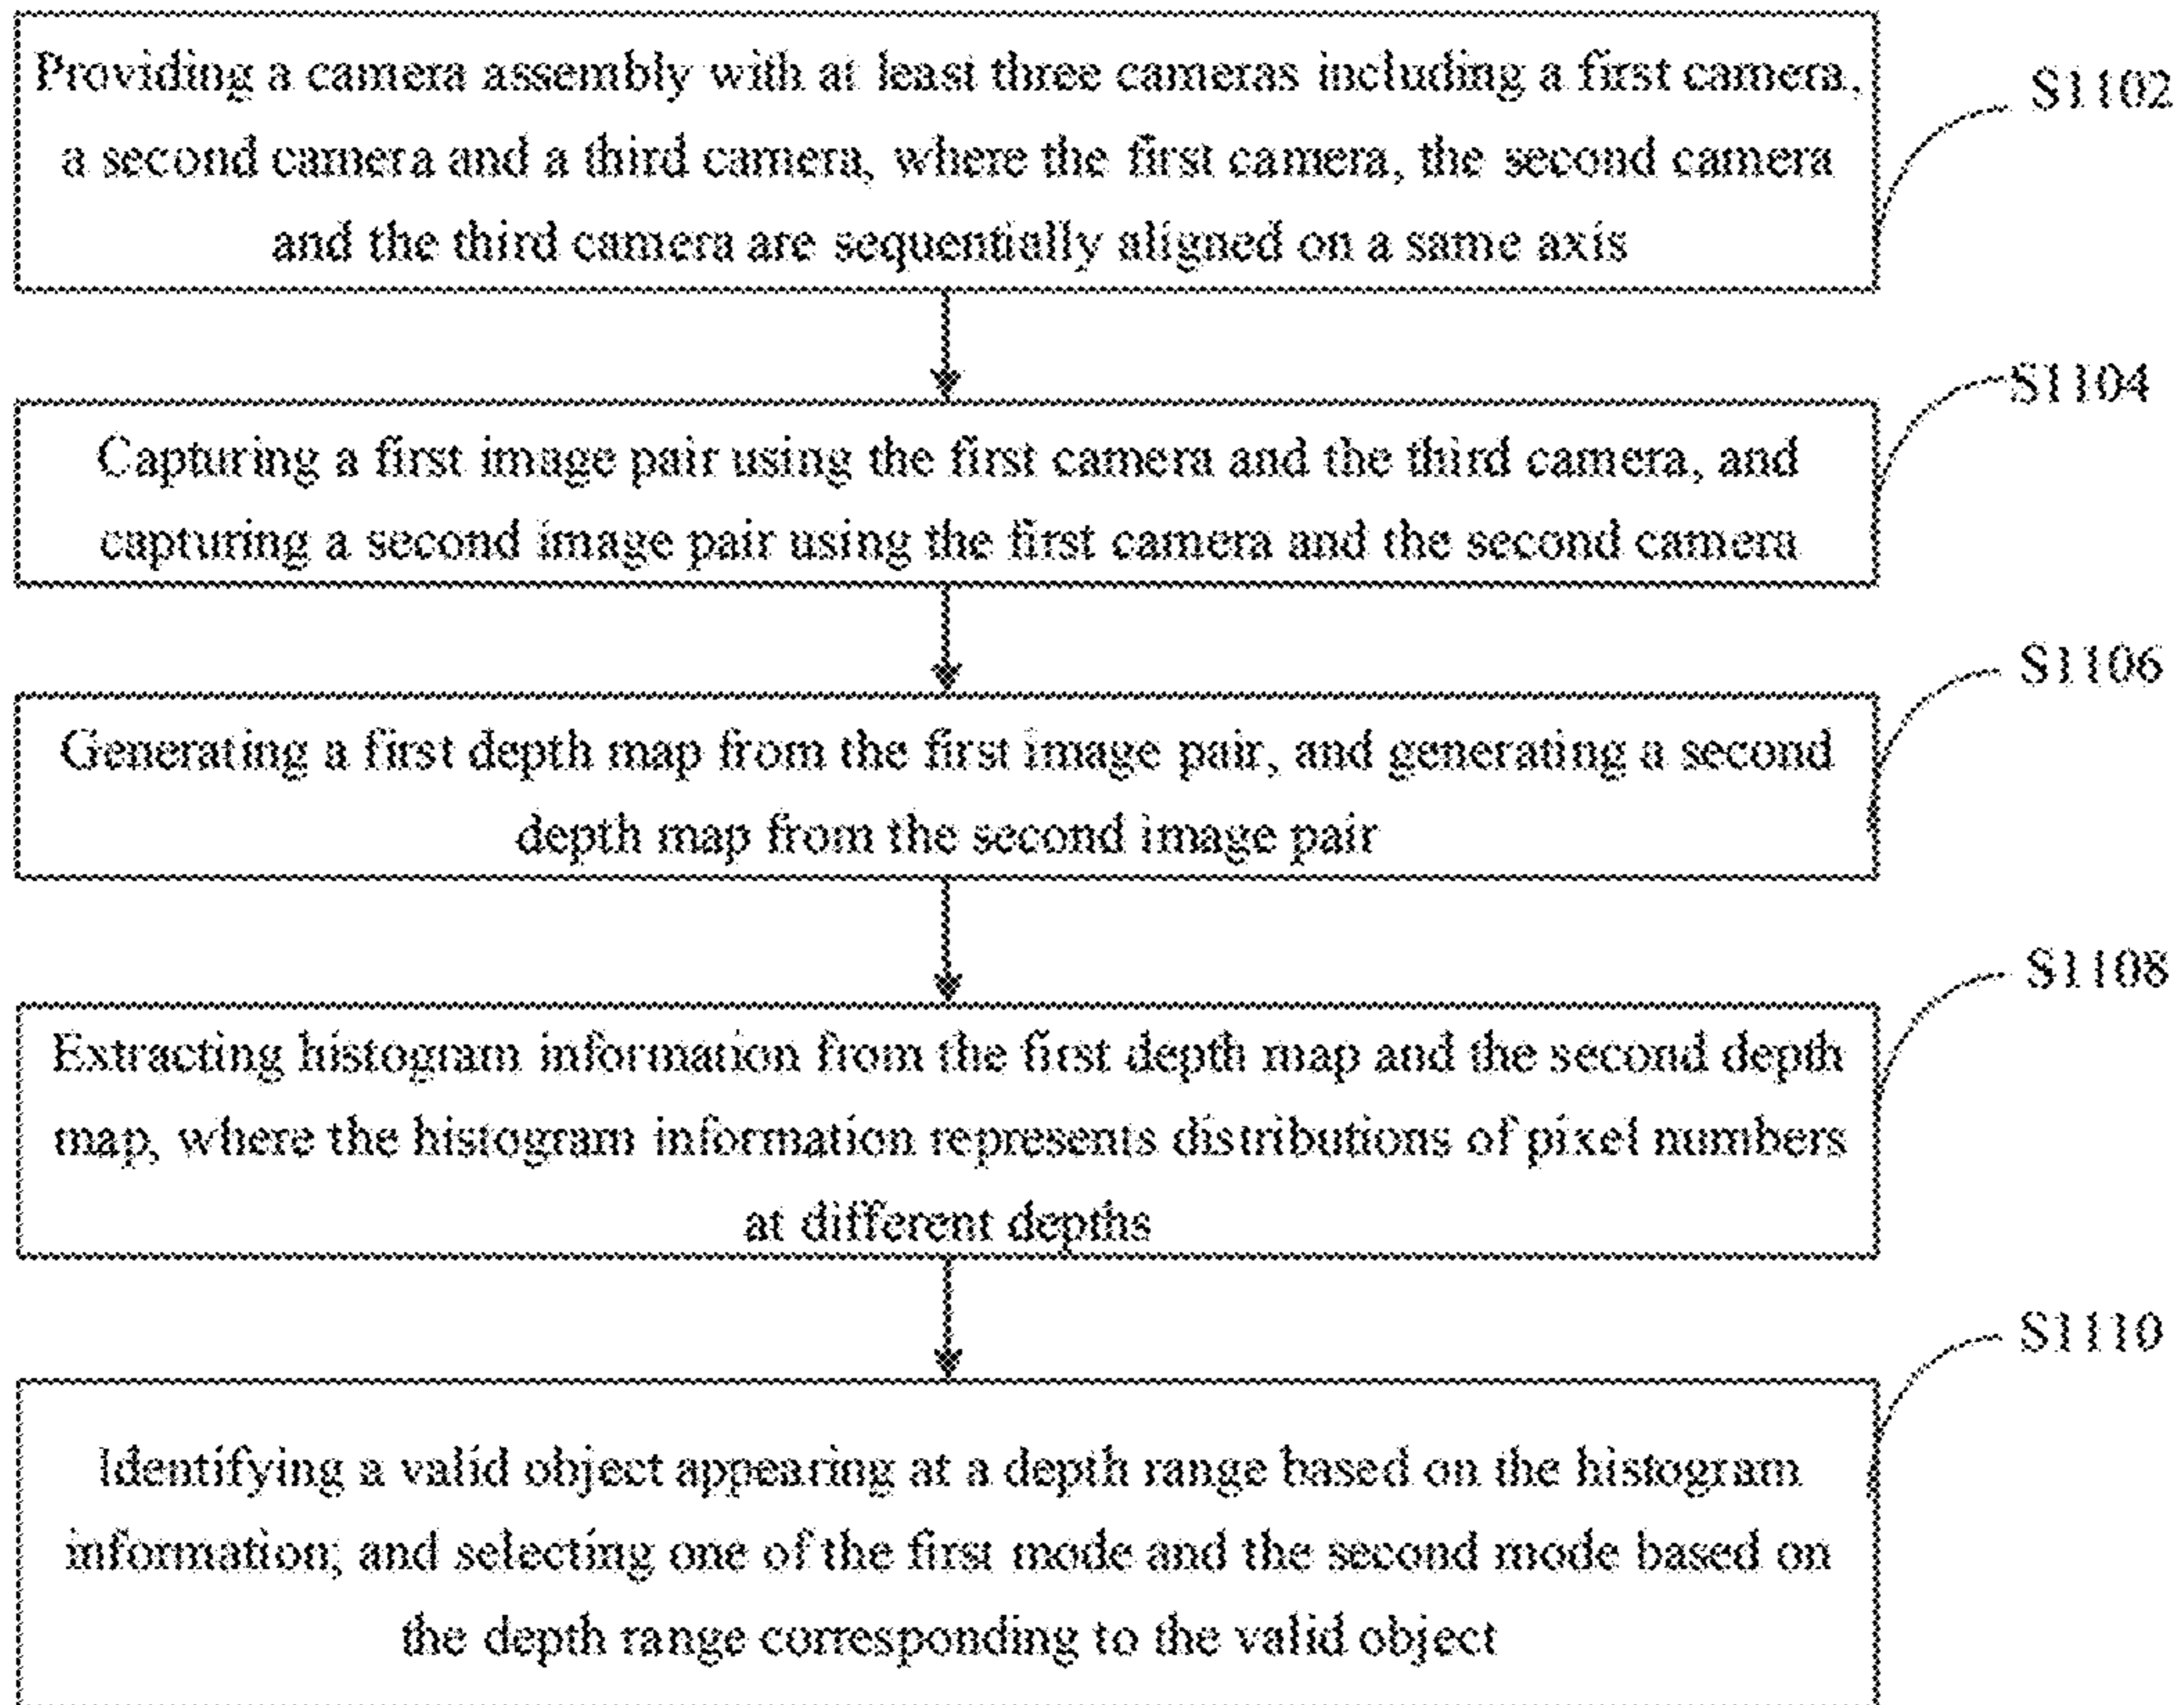 Providing a camera assembly with at least three cameras including a first camera,
a second camera and a third camera, where the first camera, the second camera
and the third camera are sequentially aligned on a same axis
S1102
Capturing a first image pair using the first camera and the third camera, and
capturing a second image pair using the first camera and the second camera
S1104
Generating a first depth map from the first image pair, and generating a second
depth map from the second image pair
S1106
Extracting histogram information from the first depth map and the second depth
map, where the histogram information represents distributions of pixel numbers
at different depths
S1108
Identifying a valid object appearing at a depth range based on the histogram
information; and selecting one of the first mode and the second mode based on
the depth range corresponding to the valid object
S1110